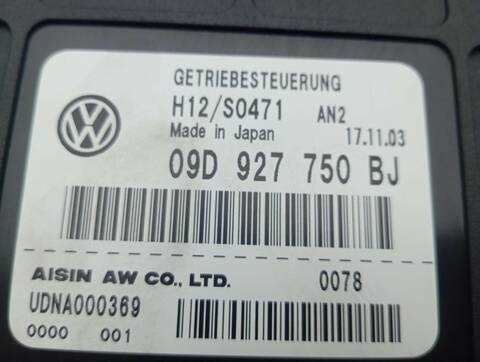 GETRIEBESTEUERUNG
H12/S0471 AN2
Made in Japan 17.11.03
09D 927 750 BJ
AISIN AW CO., LTD. 0078
UDNA000369
0000 001